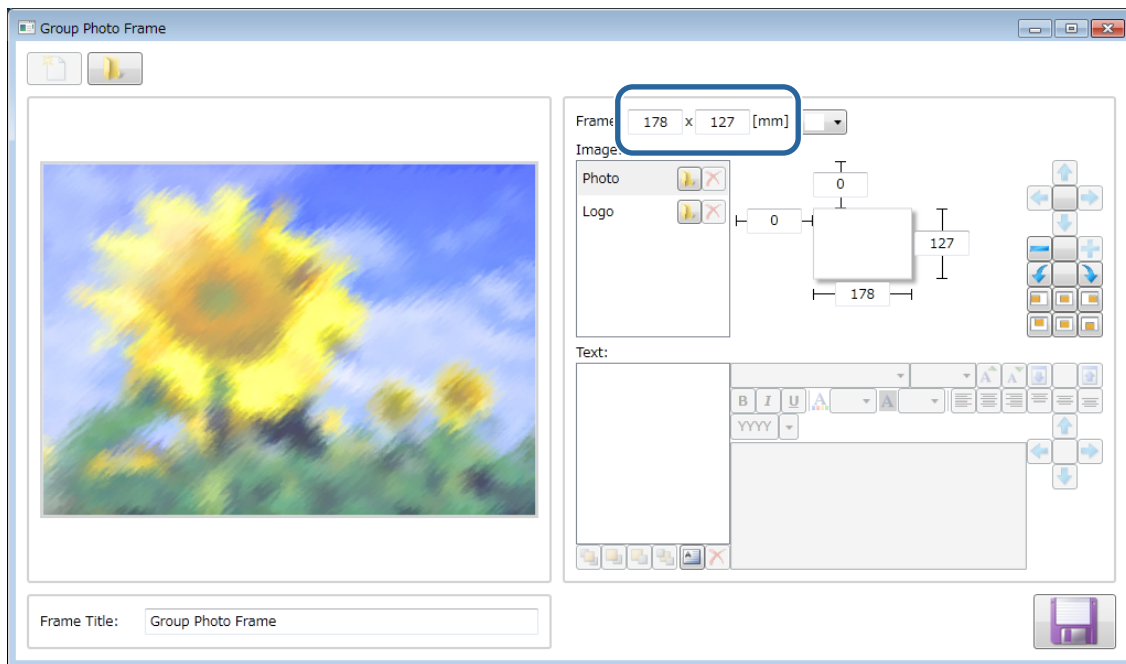 Group Photo Frame
Frame 178 x 127 [mm]
Image:
Photo
Logo
0
0
127
178
Text:
B I U A A
YYYY
Frame Title: Group Photo Frame